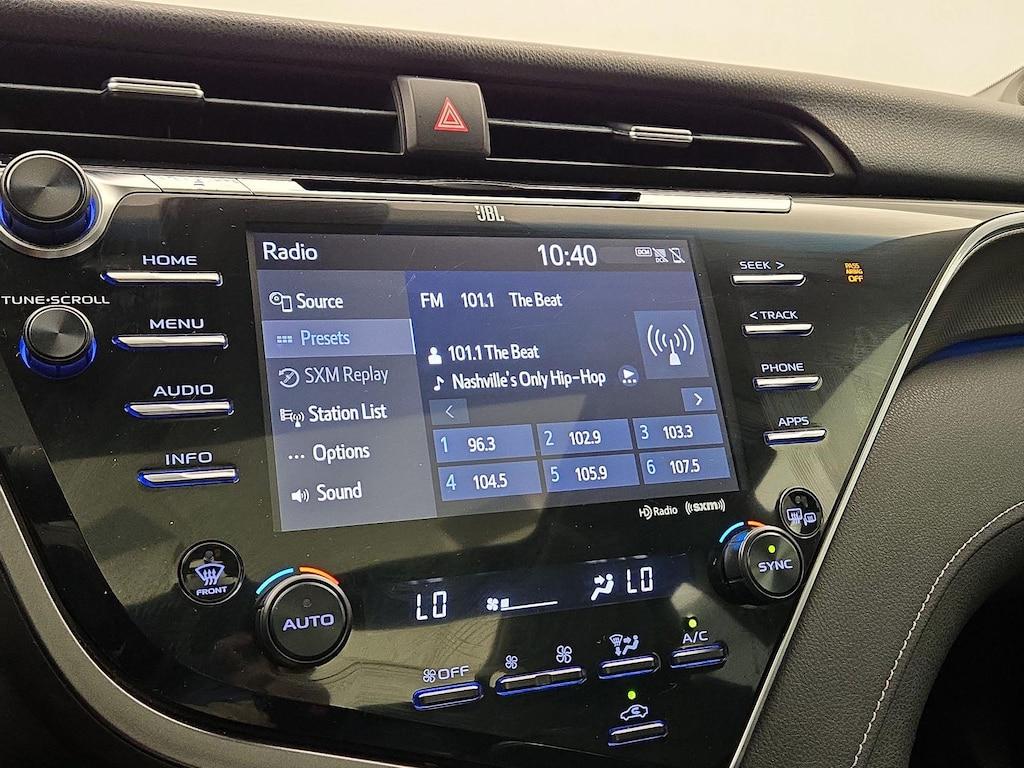 JBL
HOME
TUNE•SCROLL
MENU
AUDIO
INFO
Radio
10:40
DCM
DCN
Source
Presets
SXM Replay
Station List
Options
Sound
FM 101.1 The Beat
101.1 The Beat
Nashville's Only Hip-Hop
< >
1 96.3
2 102.9
3 103.3
4 104.5
5 105.9
6 107.5
HD Radio
((SXM))
SEEK >
PASS
AIRBAG
OFF
< TRACK
PHONE
APPS
FRONT
AUTO
LO
LO
SYNC
OFF
A/C